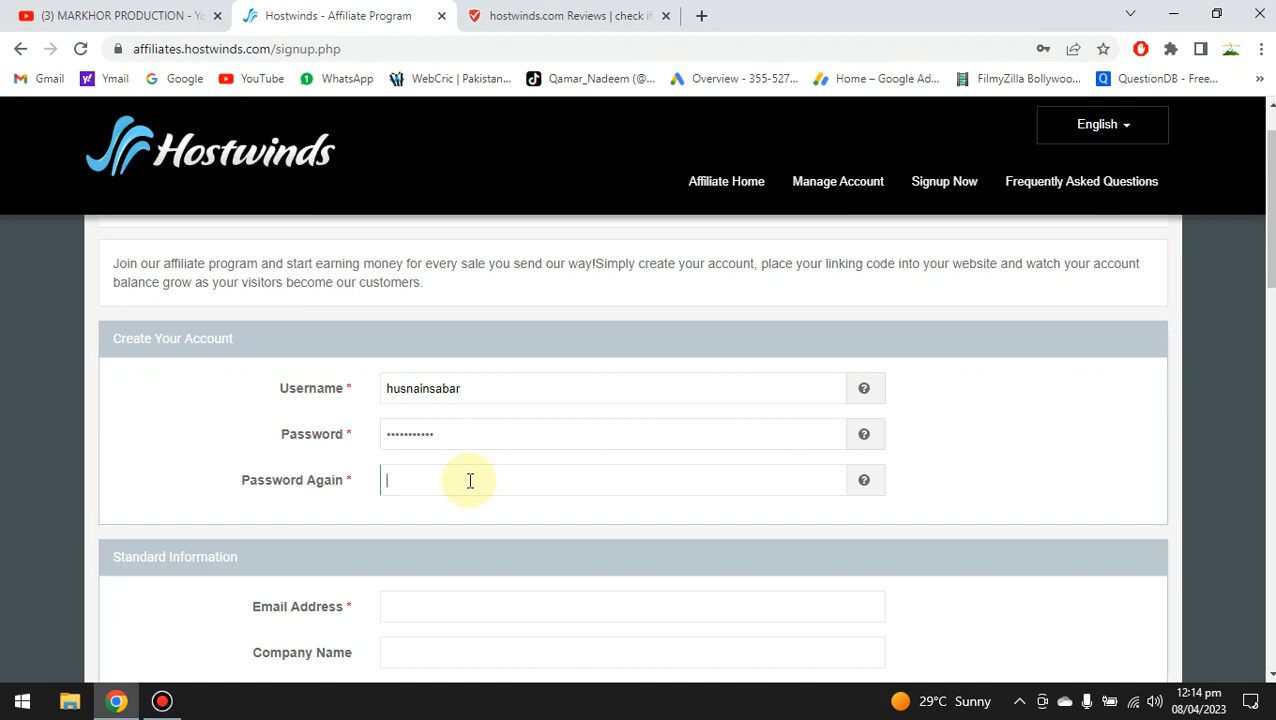 (3) MARKHOR PRODUCTION - Yo
Hostwinds - Affiliate Program
hostwinds.com Reviews | check if
affiliates.hostwinds.com/signup.php
Gmail
Ymail
Google
YouTube
WhatsApp
WebCric | Pakistan...
Qamar_Nadeem (@...
Overview - 355-527...
Home – Google Ad...
FilmyZilla Bollywoo...
QuestionDB - Free...
»
Hostwinds
English
Affiliate Home
Manage Account
Signup Now
Frequently Asked Questions
Join our affiliate program and start earning money for every sale you send our way!Simply create your account, place your linking code into your website and watch your account
balance grow as your visitors become our customers.
Create Your Account
Username *
husnainsabar
Password *
•••••••••••
Password Again *
Standard Information
Email Address *
Company Name
29°C Sunny
12:14 pm
08/04/2023